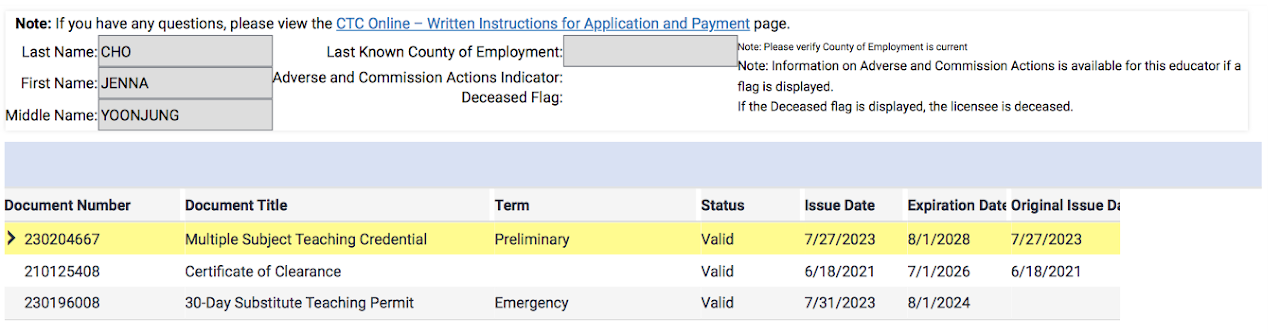 Note: If you have any questions, please view the CTC Online – Written Instructions for Application and Payment page.
Last Name: CHO
First Name: JENNA
Middle Name: YOONJUNG
Last Known County of Employment:
Adverse and Commission Actions Indicator:
Deceased Flag:
Note: Please verify County of Employment is current
Note: Information on Adverse and Commission Actions is available for this educator if a
flag is displayed.
If the Deceased flag is displayed, the licensee is deceased.
Document Number Document Title Term Status Issue Date Expiration Date Original Issue Da
230204667 Multiple Subject Teaching Credential Preliminary Valid 7/27/2023 8/1/2028 7/27/2023
210125408 Certificate of Clearance Valid 6/18/2021 7/1/2026 6/18/2021
230196008 30-Day Substitute Teaching Permit Emergency Valid 7/31/2023 8/1/2024